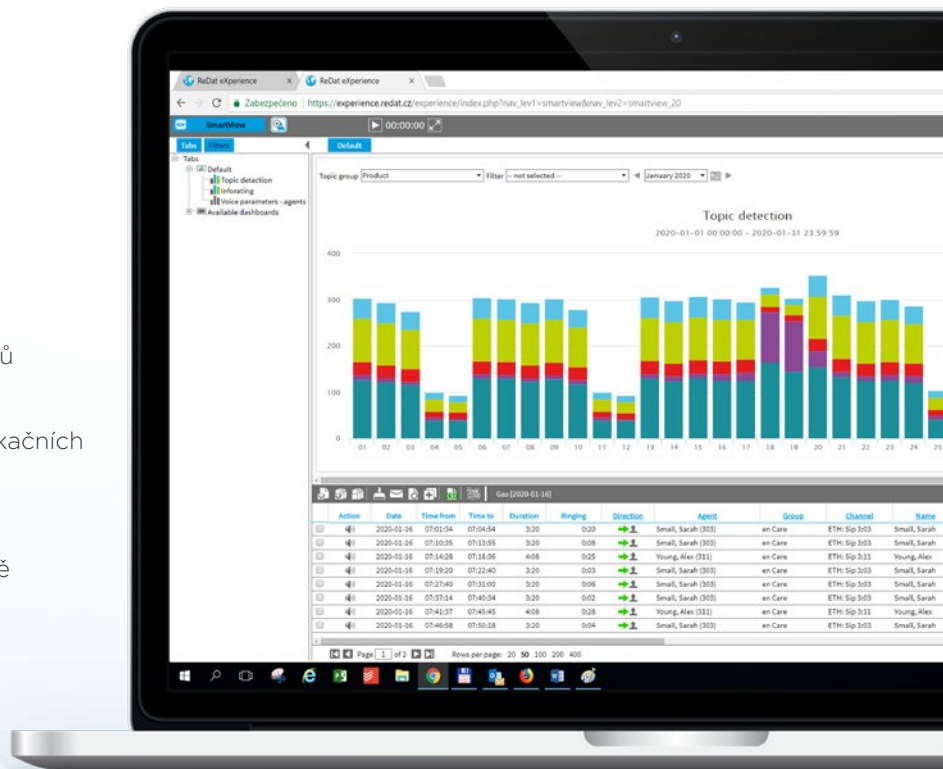 ů
kačních
ě
ReDat eXperience x
ReDat eXperience x
Zabezpečeno https://experience.redat.cz/experience/index.php?nav_lev1=smartview&nav_lev2=smartview_20
SmartView 00:00:00
Tabs Filters Default
Tabs
Default
Topic detection
Inforating
Voice parameters - agents
Available dashboards
Topic group Product Filter -- not selected -- January 2020
Topic detection
2020-01-01 00:00:00 - 2020-01-31 23:59:59
400
300
200
100
0
01 02 03 04 05 06 07 08 09 10 11 12 13 14 15 16 17 18 19 20 21 22 23 24 25
Gas [2020-01-16]
Action Date Time from Time to Duration Ringing Direction Agent Group Channel Name
2020-01-16 07:01:34 07:04:54 3:20 0:20 Small, Sarah (303) en Care ETH: Sip 3:03 Small, Sarah
2020-01-16 07:10:35 07:13:55 3:20 0:08 Small, Sarah (303) en Care ETH: Sip 3:03 Small, Sarah
2020-01-16 07:14:28 07:18:36 4:08 0:25 Young, Alex (311) en Care ETH: Sip 3:11 Young, Alex
2020-01-16 07:19:20 07:22:40 3:20 0:03 Small, Sarah (303) en Care ETH: Sip 3:03 Small, Sarah
2020-01-16 07:27:40 07:31:00 3:20 0:06 Small, Sarah (303) en Care ETH: Sip 3:03 Small, Sarah
2020-01-16 07:37:14 07:40:34 3:20 0:02 Small, Sarah (303) en Care ETH: Sip 3:03 Small, Sarah
2020-01-16 07:41:37 07:45:45 4:08 0:28 Young, Alex (311) en Care ETH: Sip 3:11 Young, Alex
2020-01-16 07:46:58 07:50:18 3:20 0:04 Small, Sarah (303) en Care ETH: Sip 3:03 Small, Sarah
Page 1 of 2 Rows per page: 20 50 100 200 400